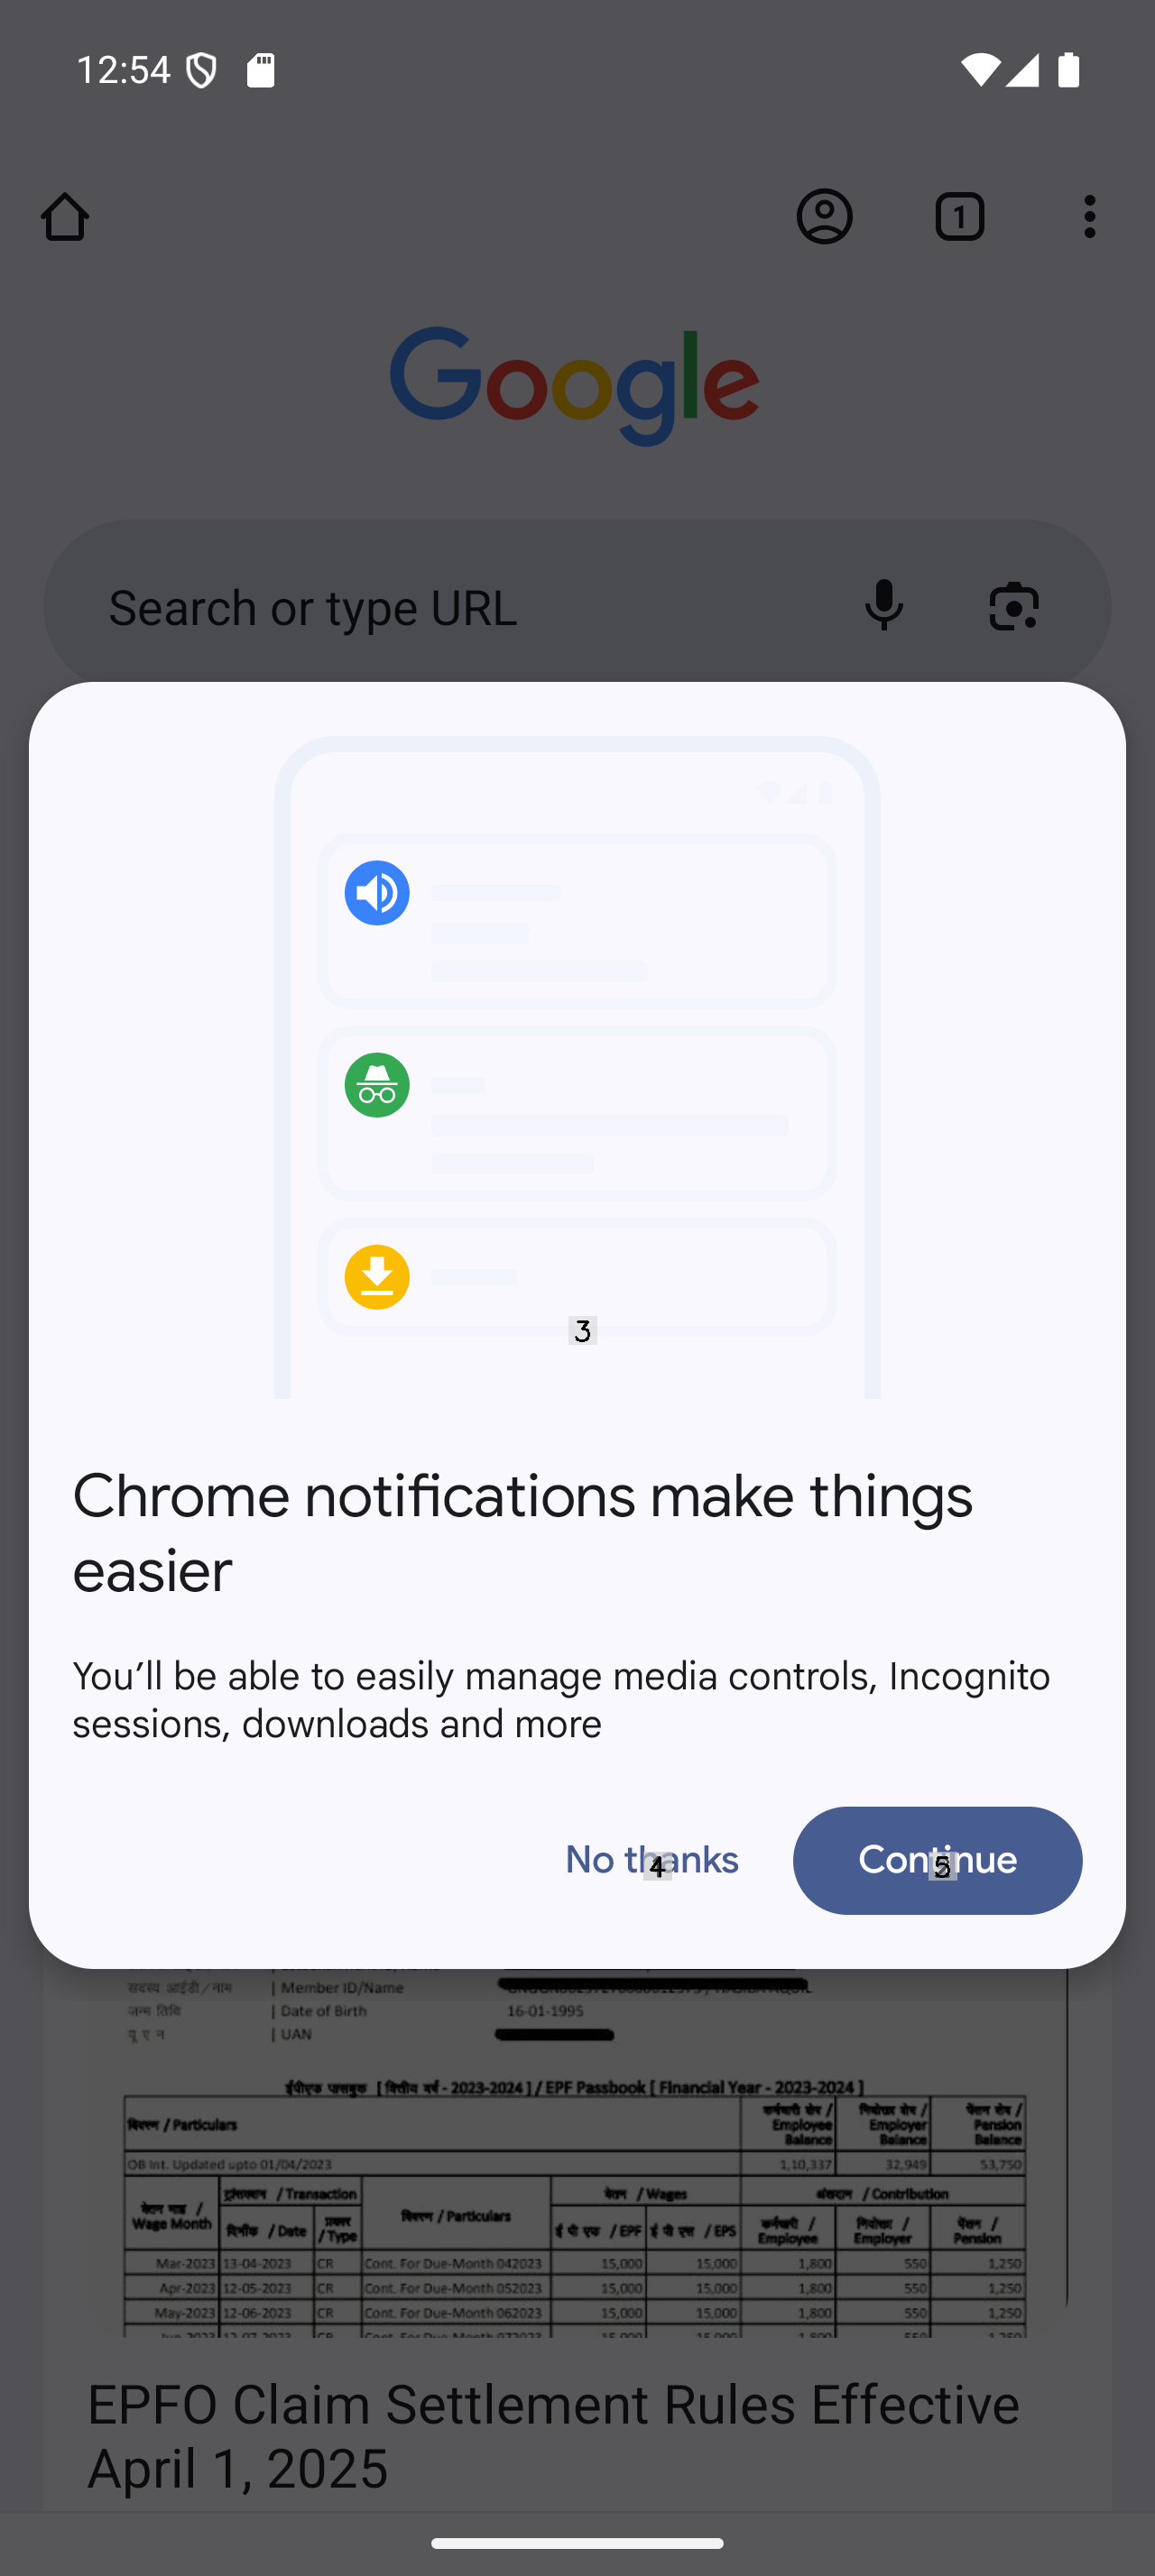 12:54
1
Google
Search or type URL
3
Chrome notifications make things
easier
You’ll be able to easily manage media controls, Incognito
sessions, downloads and more
No thanks
4
Continue
5
सदस्य आईडी/नाम | Member ID/Name
जन्म तिथि | Date of Birth 16-01-1995
यू ए न | UAN
ईपीएफ पासबुक [ वित्तीय वर्ष - 2023-2024 ] / EPF Passbook [ Financial Year - 2023-2024 ]
विवरण / Particulars
कर्मचारी शेष / Employee Balance
नियोक्ता शेष / Employer Balance
पेंशन शेष / Pension Balance
OB Int. Updated upto 01/04/2023 1,10,337 32,949 53,750
वेतन माह / Wage Month
/ Transaction
विवरण / Particulars
वेतन / Wages
अंशदान / Contribution
दिनाँक / Date
प्रकार / Type
ई पी एफ / EPF
ई पी एस / EPS
कर्मचारी / Employee
नियोक्ता / Employer
पेंशन / Pension
Mar-2023 13-04-2023 CR Cont. For Due-Month 042023 15,000 15,000 1,800 550 1,250
Apr-2023 12-05-2023 CR Cont. For Due-Month 052023 15,000 15,000 1,800 550 1,250
May-2023 12-06-2023 CR Cont. For Due-Month 062023 15,000 15,000 1,800 550 1,250
EPFO Claim Settlement Rules Effective
April 1, 2025